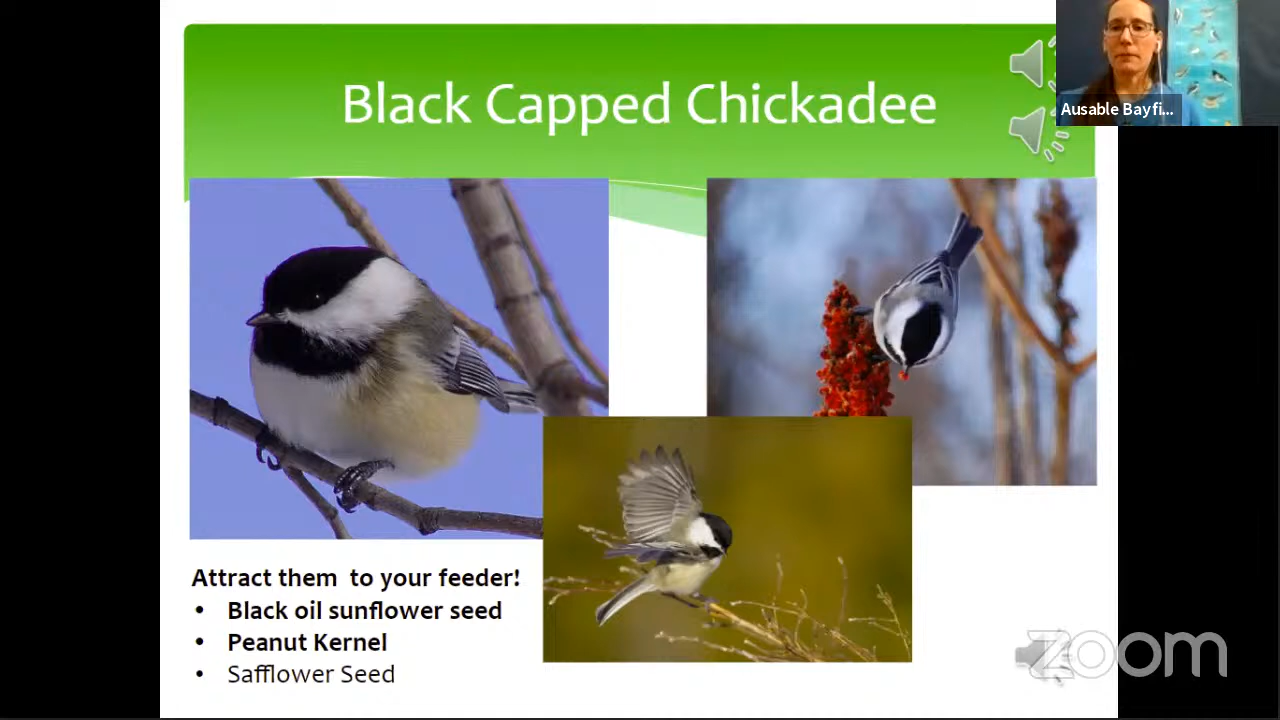 Black Capped Chickadee
Ausable Bayfi...
Attract them to your feeder!
• Black oil sunflower seed
• Peanut Kernel
• Safflower Seed
zoom